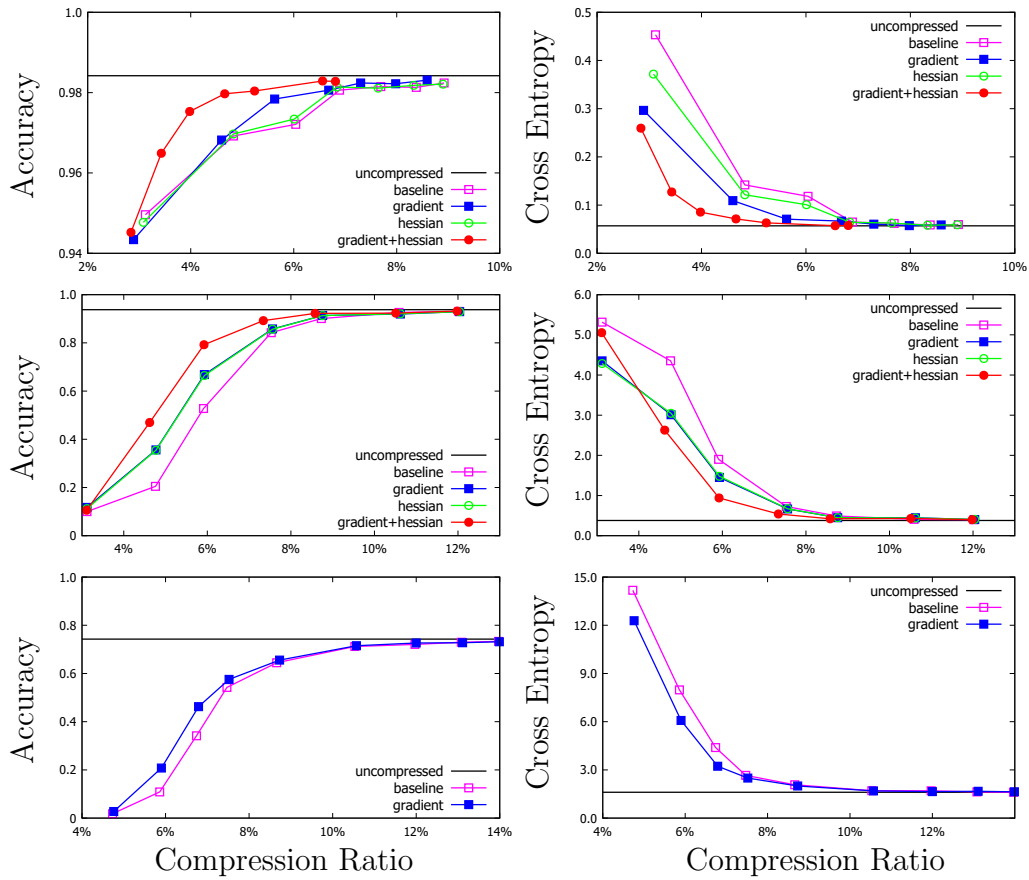 Accuracy
1.0
0.98
0.96
0.94
uncompressed
baseline
gradient
hessian
gradient+hessian
2% 4% 6% 8% 10%
Cross Entropy
0.5
0.4
0.3
0.2
0.1
0.0
uncompressed
baseline
gradient
hessian
gradient+hessian
2% 4% 6% 8% 10%
Accuracy
1.0
0.8
0.6
0.4
0.2
0
uncompressed
baseline
gradient
hessian
gradient+hessian
4% 6% 8% 10% 12%
Cross Entropy
6.0
5.0
4.0
3.0
2.0
1.0
0.0
uncompressed
baseline
gradient
hessian
gradient+hessian
4% 6% 8% 10% 12%
Accuracy
1.0
0.8
0.6
0.4
0.2
0
uncompressed
baseline
gradient
4% 6% 8% 10% 12% 14%
Compression Ratio
Cross Entropy
15.0
12.0
9.0
6.0
3.0
0.0
uncompressed
baseline
gradient
4% 6% 8% 10% 12%
Compression Ratio